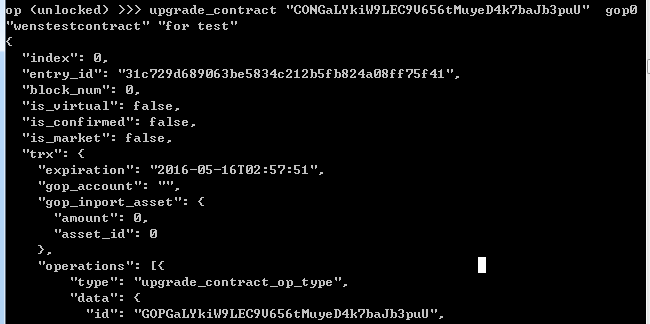 op (unlocked) >>> upgrade_contract "CONGaLYkiW9LEC9V656tMuyeD4k7baJb3puU"  gop0
"wenstestcontract" "for test"
{
  "index": 0,
  "entry_id": "31c729d689063be5834c212b5fb824a08ff75f41",
  "block_num": 0,
  "is_virtual": false,
  "is_confirmed": false,
  "is_market": false,
  "trx": {
    "expiration": "2016-05-16T02:57:51",
    "gop_account": "",
    "gop_inport_asset": {
      "amount": 0,
      "asset_id": 0
    },
    "operations": [{
        "type": "upgrade_contract_op_type",
        "data": {
          "id": "GOPGaLYkiW9LEC9V656tMuyeD4k7baJb3puU",